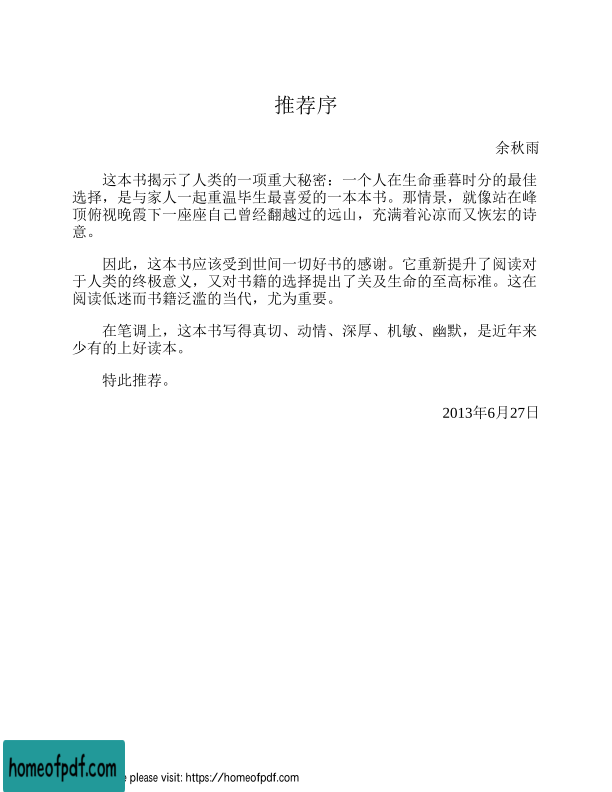 推荐序
余秋雨
这本书揭示了人类的一项重大秘密：一个人在生命垂暮时分的最佳
选择，是与家人一起重温毕生最喜爱的一本本书。那情景，就像站在峰
顶俯视晚霞下一座座自己曾经翻越过的远山，充满着沁凉而又恢宏的诗
意。
因此，这本书应该受到世间一切好书的感谢。它重新提升了阅读对
于人类的终极意义，又对书籍的选择提出了关及生命的至高标准。这在
阅读低迷而书籍泛滥的当代，尤为重要。
在笔调上，这本书写得真切、动情、深厚、机敏、幽默，是近年来
少有的上好读本。
特此推荐。
2013年6月27日
homeofpdf.com
please visit: https://homeofpdf.com